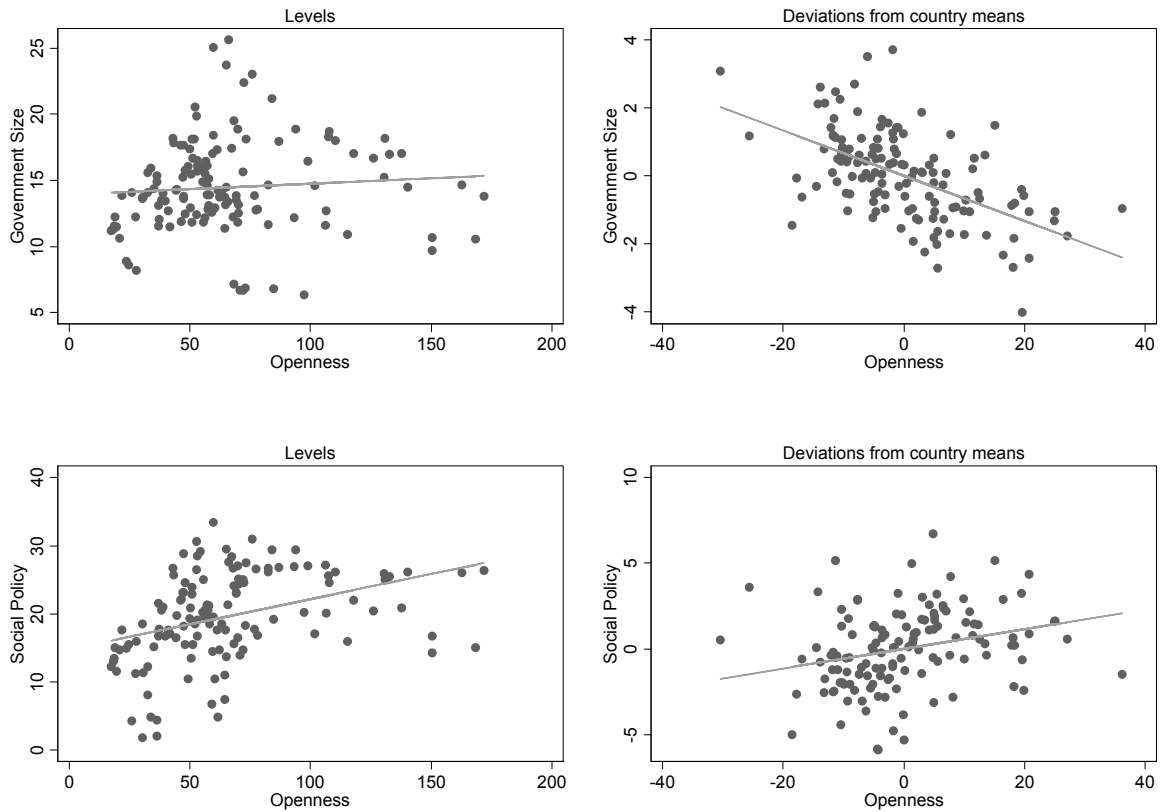 Levels
Government Size
25
20
15
10
5
0 50 100 150 200
Openness
Deviations from country means
Government Size
4
2
0
-2
-4
-40 -20 0 20 40
Openness
Levels
Social Policy
40
30
20
10
0
0 50 100 150 200
Openness
Deviations from country means
Social Policy
10
5
0
-5
-40 -20 0 20 40
Openness